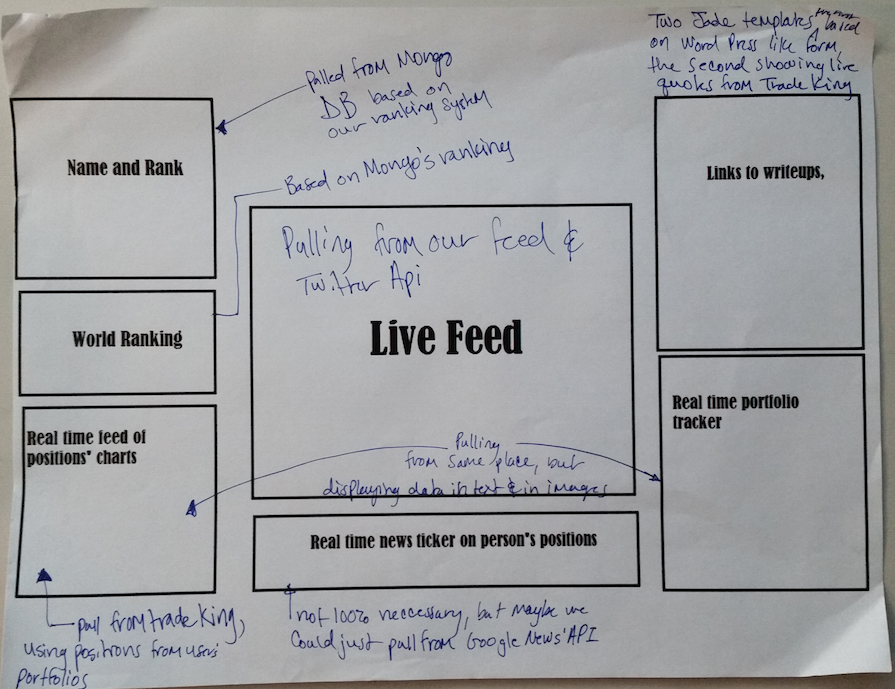 Two Jade templates, based
on Word Press like form,
the second showing live
quotes from Trade King
Pulled from Mongo
DB based on
our ranking system
Name and Rank
Based on Mongo's ranking
Links to writeups,
Pulling from our feed &
Twitter Api
World Ranking
Live Feed
Real time feed of
positions" charts
Real time portfolio
tracker
Pulling
from same place, but
displaying data in text & in images
Real time news ticker on person"s positions
pull from trade King,
using positions from users'
portfolios
not 100% neccessary, but maybe we
could just pull from Google News' API